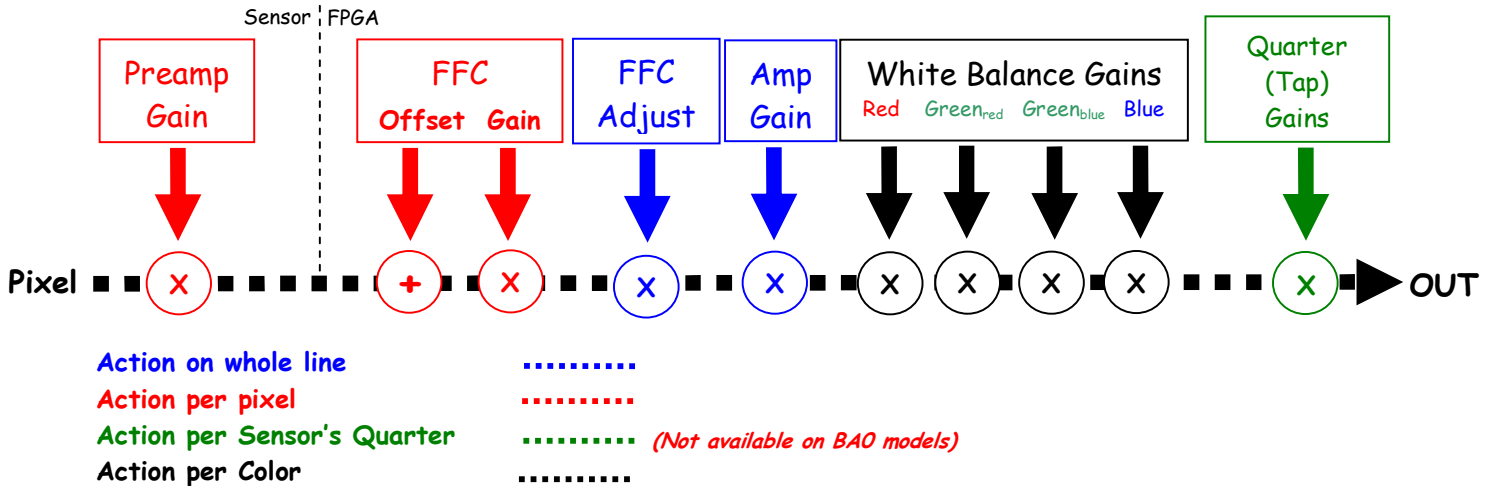 Sensor FPGA
Preamp
Gain
FFC
Offset Gain
FFC
Adjust
Amp
Gain
White Balance Gains
Red Greenred Greenblue Blue
Quarter
(Tap)
Gains
Pixel X + X X X X X X X X OUT
Action on whole line
Action per pixel
Action per Sensor's Quarter (Not available on BA0 models)
Action per Color